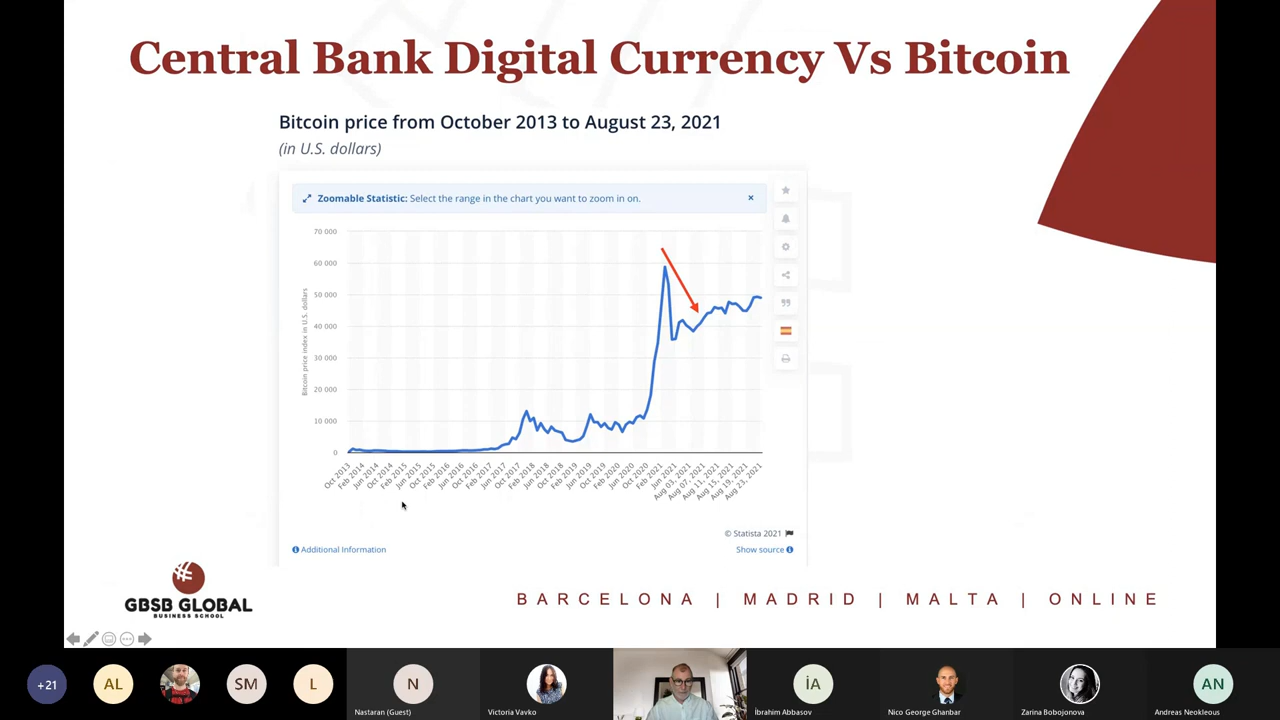 Central Bank Digital Currency Vs Bitcoin
Bitcoin price from October 2013 to August 23, 2021
(in U.S. dollars)
Zoomable Statistic: Select the range in the chart you want to zoom in on.
×
Bitcoin price index in U.S. dollars
70 000
60 000
50 000
40 000
30 000
20 000
10 000
0
Oct 2013
Feb 2014
Jun 2014
Oct 2014
Feb 2015
Jun 2015
Oct 2015
Feb 2016
Jun 2016
Oct 2016
Feb 2017
Jun 2017
Oct 2017
Feb 2018
Jun 2018
Oct 2018
Feb 2019
Jun 2019
Oct 2019
Feb 2020
Jun 2020
Oct 2020
Feb 2021
Jun 2021
Aug 03, 2021
Aug 07, 2021
Aug 11, 2021
Aug 15, 2021
Aug 19, 2021
Aug 23, 2021
© Statista 2021
Additional Information
Show source
GBSB GLOBAL
BUSINESS SCHOOL
BARCELONA | MADRID | MALTA | ONLINE
+21
AL
SM
L
N
İA
AN
Nastaran (Guest)
Victoria Vavko
İbrahim Abbasov
Nico George Ghanbar
Zarina Bobojonova
Andreas Neokleous